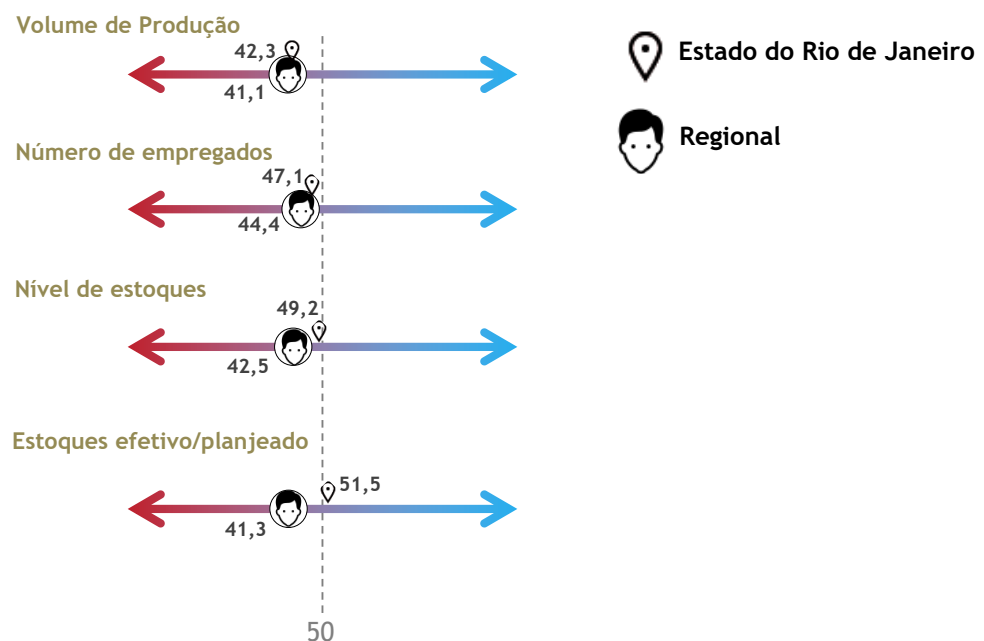 Volume de Produção
42,3
41,1
Número de empregados
47,1
44,4
Nível de estoques
49,2
42,5
Estoques efetivo/planjeado
51,5
41,3
50
Estado do Rio de Janeiro
Regional